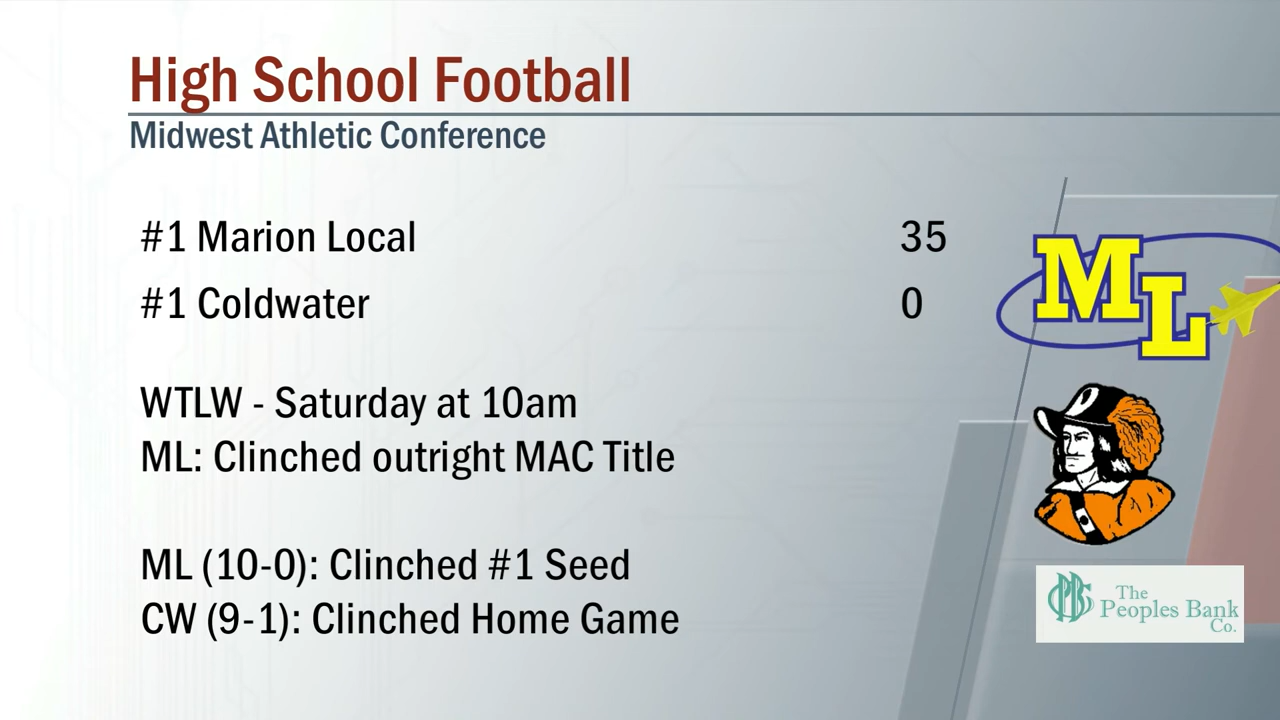 High School Football
Midwest Athletic Conference
#1 Marion Local 35
#1 Coldwater 0
ML
WTLW - Saturday at 10am
ML: Clinched outright MAC Title
ML (10-0): Clinched #1 Seed
CW (9-1): Clinched Home Game
PBS
The
Peoples Bank
Co.